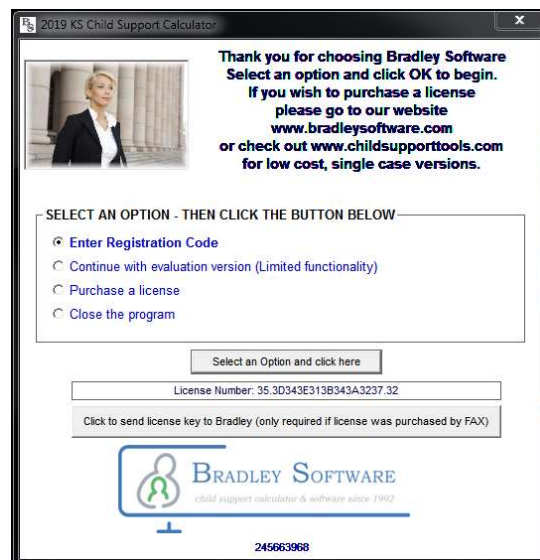 2019 KS Child Support Calculator
Thank you for choosing Bradley Software
Select an option and click OK to begin.
If you wish to purchase a license
please go to our website
www.bradleysoftware.com
or check out www.childsupporttools.com
for low cost, single case versions.
SELECT AN OPTION - THEN CLICK THE BUTTON BELOW
Enter Registration Code
Continue with evaluation version (Limited functionality)
Purchase a license
Close the program
Select an Option and click here
License Number: 35.3D343E313B343A3237.32
Click to send license key to Bradley (only required if license was purchased by FAX)
BRADLEY SOFTWARE
child support calculator & software since 1992
245663968